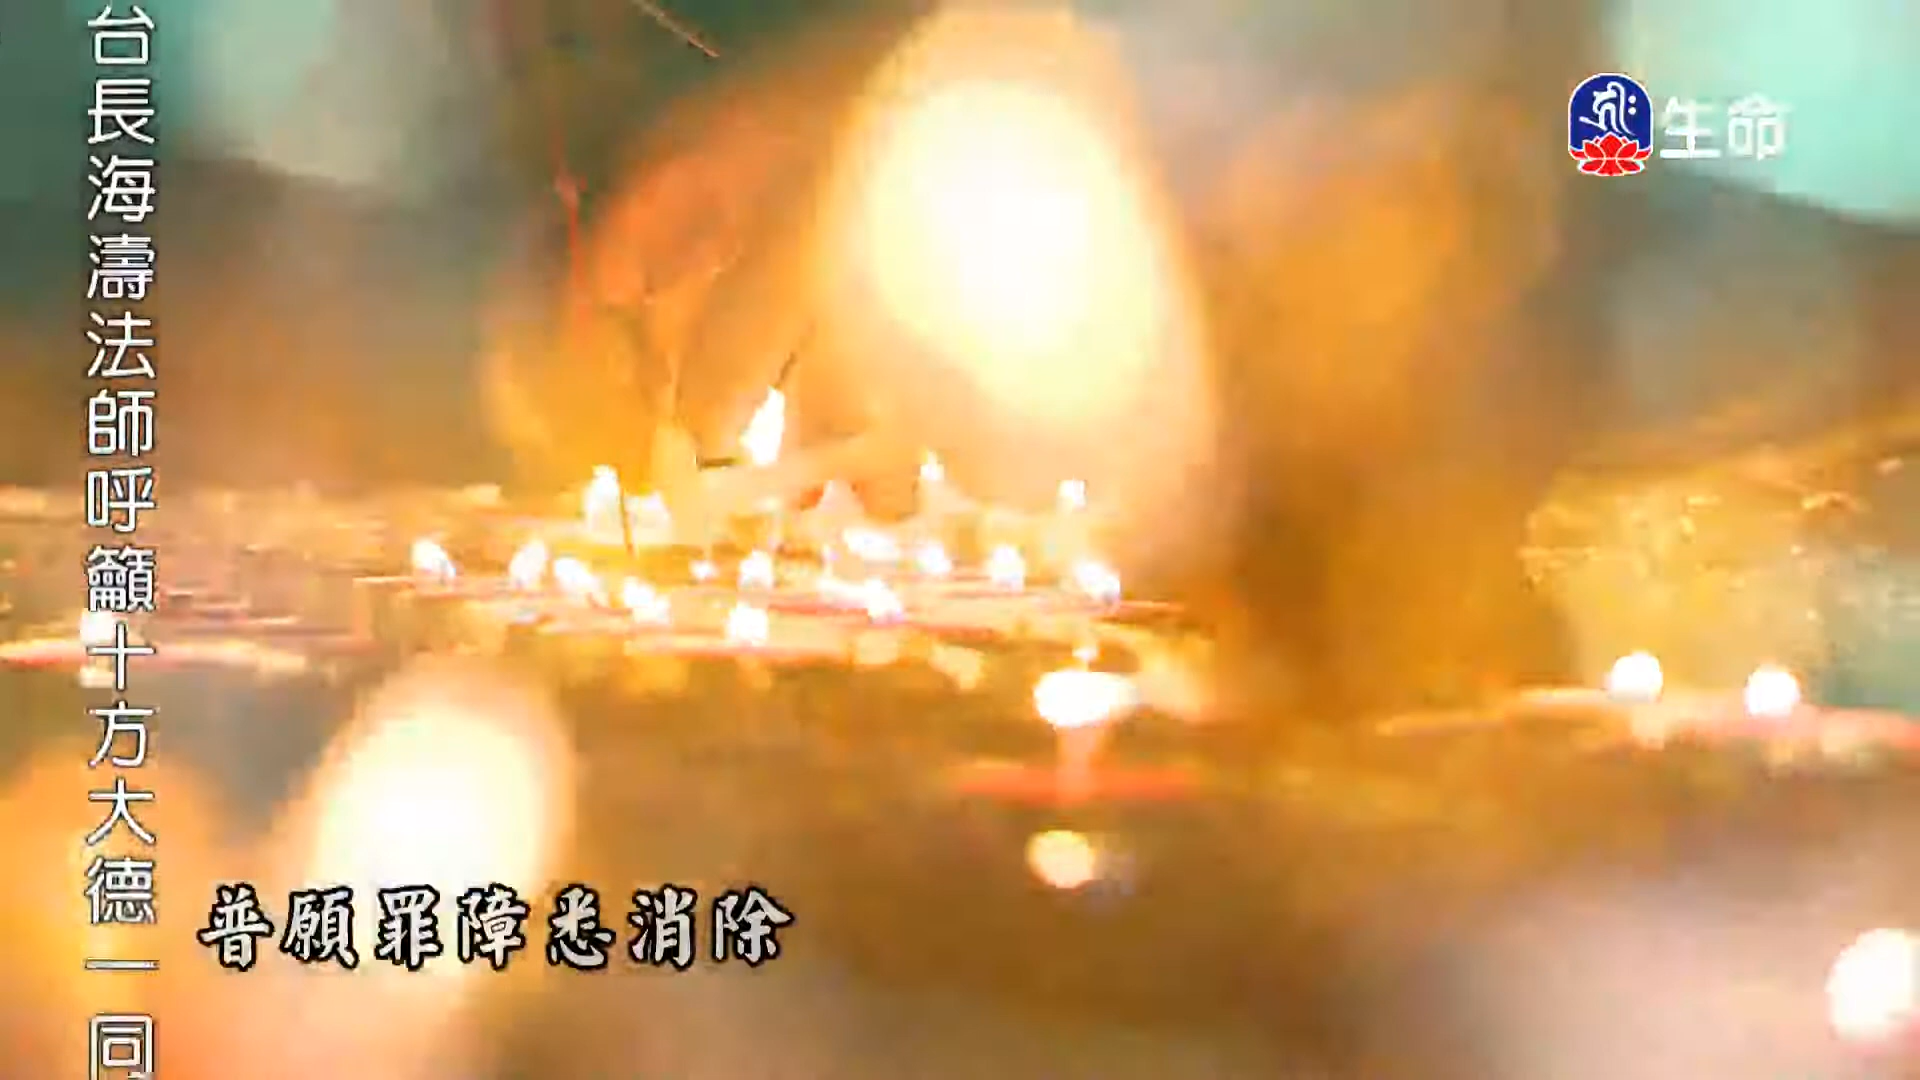 台長海濤法師呼籲十方大德一同
生命
普願罪障悉消除